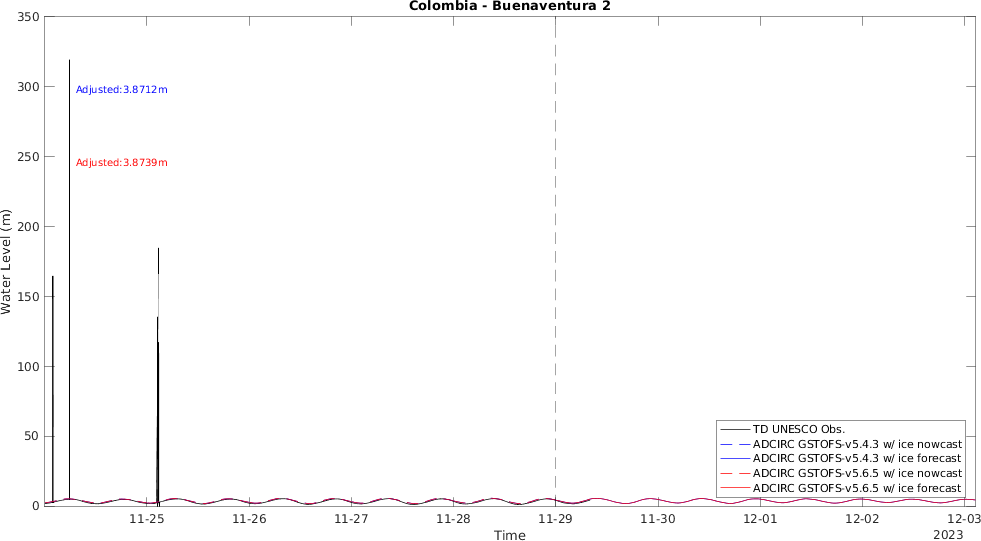 Colombia - Buenaventura 2
350
300
250
200
150
100
50
0
Water Level (m)
Adjusted:3.8712m
Adjusted:3.8739m
TD UNESCO Obs.
ADCIRC GSTOFS-v5.4.3 w/ ice nowcast
ADCIRC GSTOFS-v5.4.3 w/ ice forecast
ADCIRC GSTOFS-v5.6.5 w/ ice nowcast
ADCIRC GSTOFS-v5.6.5 w/ ice forecast
11-25 11-26 11-27 11-28 11-29 11-30 12-01 12-02 12-03
Time
2023